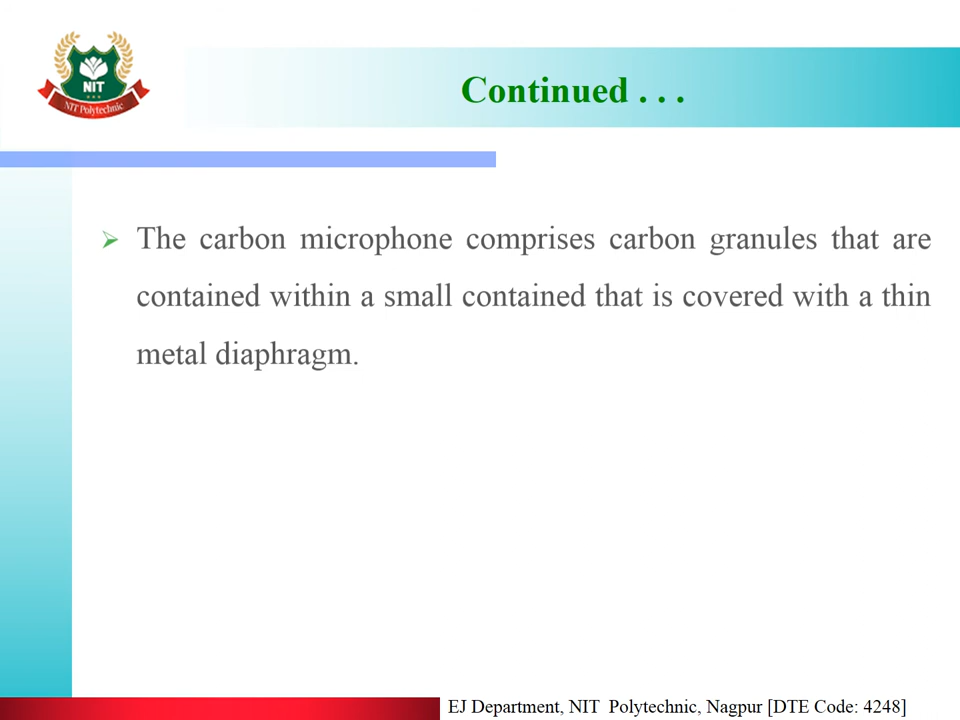 NIT
NIT Polytechnic
Continued . . .
The carbon microphone comprises carbon granules that are
contained within a small contained that is covered with a thin
metal diaphragm.
EJ Department, NIT Polytechnic, Nagpur [DTE Code: 4248]